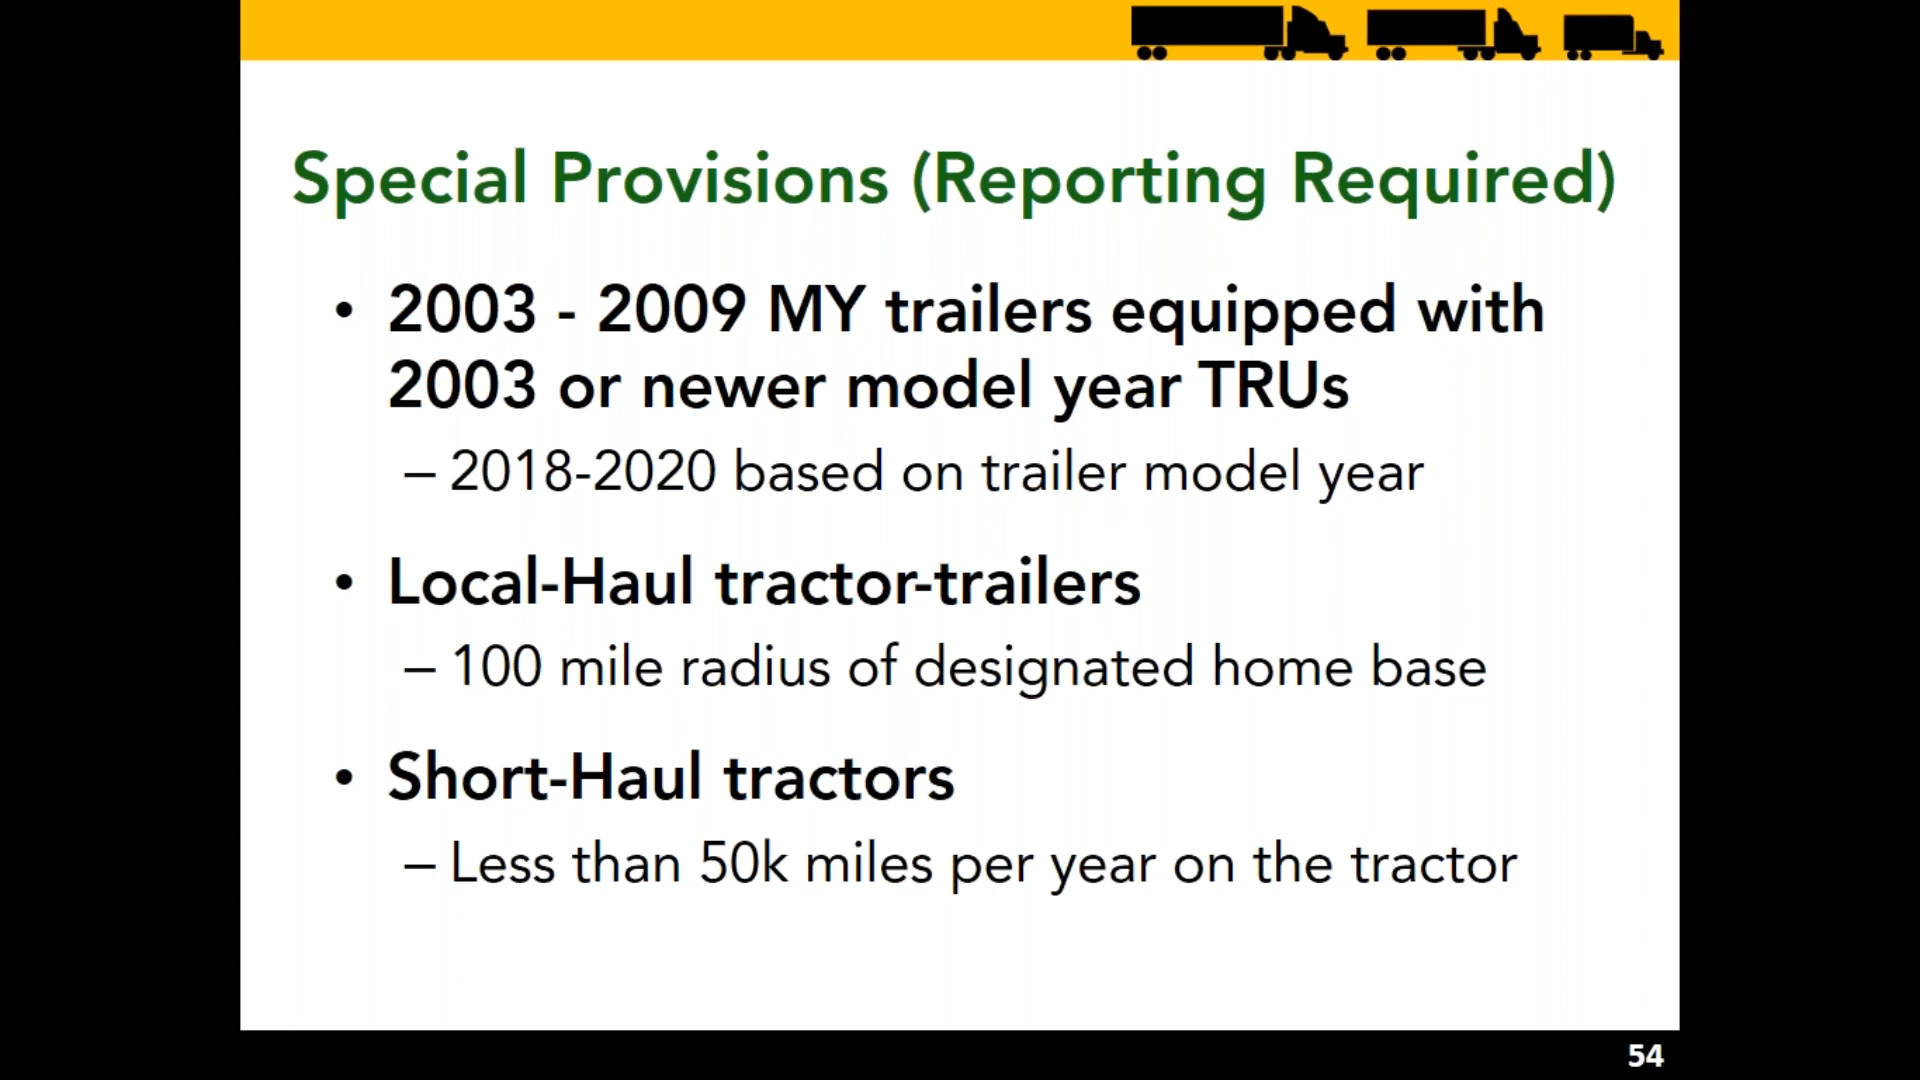 Special Provisions (Reporting Required)
• 2003 - 2009 MY trailers equipped with
2003 or newer model year TRUs
– 2018-2020 based on trailer model year
• Local-Haul tractor-trailers
– 100 mile radius of designated home base
• Short-Haul tractors
– Less than 50k miles per year on the tractor
54